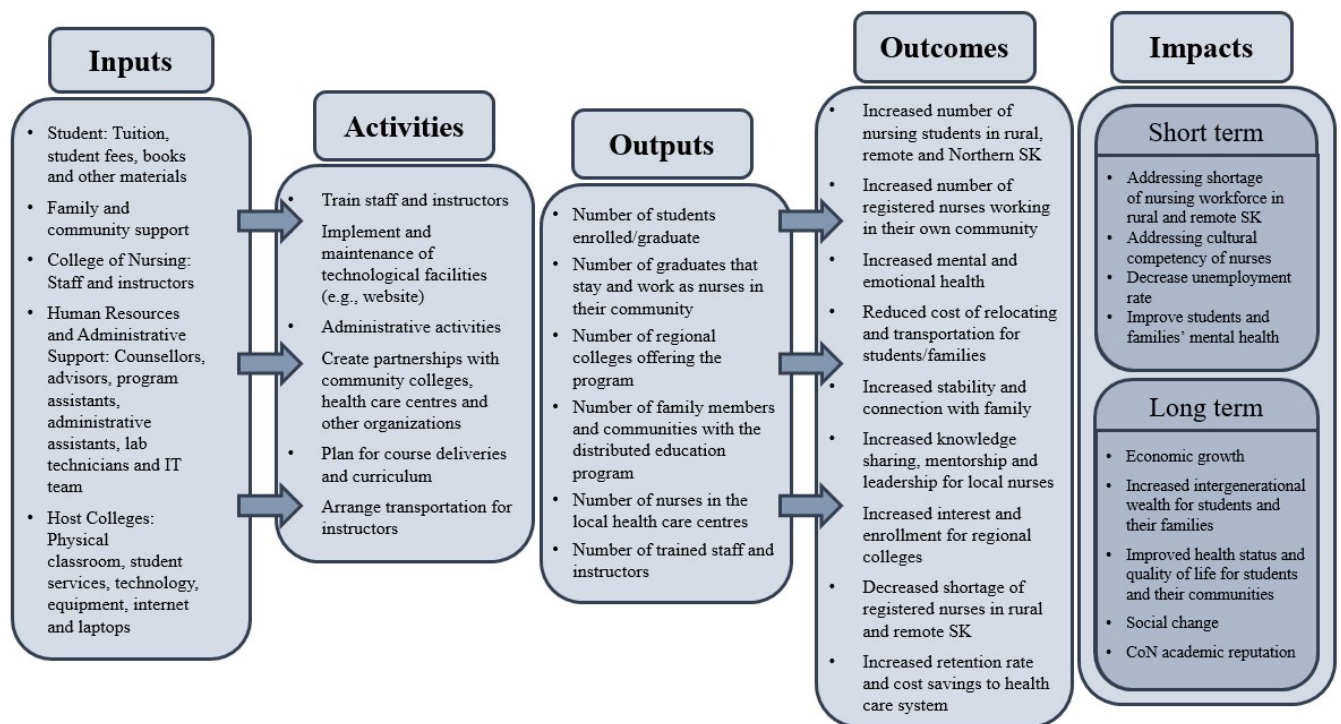 Inputs
• Student: Tuition,
student fees, books
and other materials
• Family and
community support
• College of Nursing:
Staff and instructors
• Human Resources
and Administrative
Support: Counsellors,
advisors, program
assistants,
administrative
assistants, lab
technicians and IT
team
• Host Colleges:
Physical
classroom, student
services, technology,
equipment, internet
and laptops
Activities
• Train staff and instructors
• Implement and
maintenance of
technological facilities
(e.g., website)
• Administrative activities
• Create partnerships with
community colleges,
health care centres and
other organizations
• Plan for course deliveries
and curriculum
• Arrange transportation for
instructors
Outputs
• Number of students
enrolled/graduate
• Number of graduates that
stay and work as nurses in
their community
• Number of regional
colleges offering the
program
• Number of family members
and communities with the
distributed education
program
• Number of nurses in the
local health care centres
• Number of trained staff and
instructors
Outcomes
• Increased number of
nursing students in rural,
remote and Northern SK
• Increased number of
registered nurses working
in their own community
• Increased mental and
emotional health
• Reduced cost of relocating
and transportation for
students/families
• Increased stability and
connection with family
• Increased knowledge
sharing, mentorship and
leadership for local nurses
• Increased interest and
enrollment for regional
colleges
• Decreased shortage of
registered nurses in rural
and remote SK
• Increased retention rate
and cost savings to health
care system
Impacts
Short term
• Addressing shortage
of nursing workforce in
rural and remote SK
• Addressing cultural
competency of nurses
• Decrease unemployment
rate
• Improve students and
families’ mental health
Long term
• Economic growth
• Increased intergenerational
wealth for students and
their families
• Improved health status and
quality of life for students
and their communities
• Social change
• CoN academic reputation